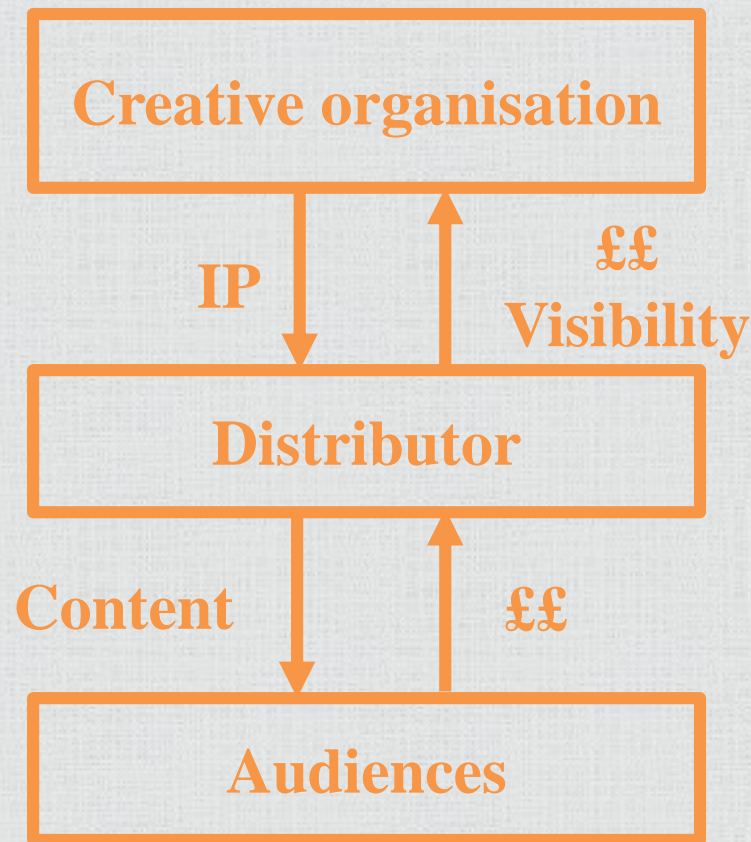 Creative organisation
IP
££
Visibility
Distributor
Content
££
Audiences